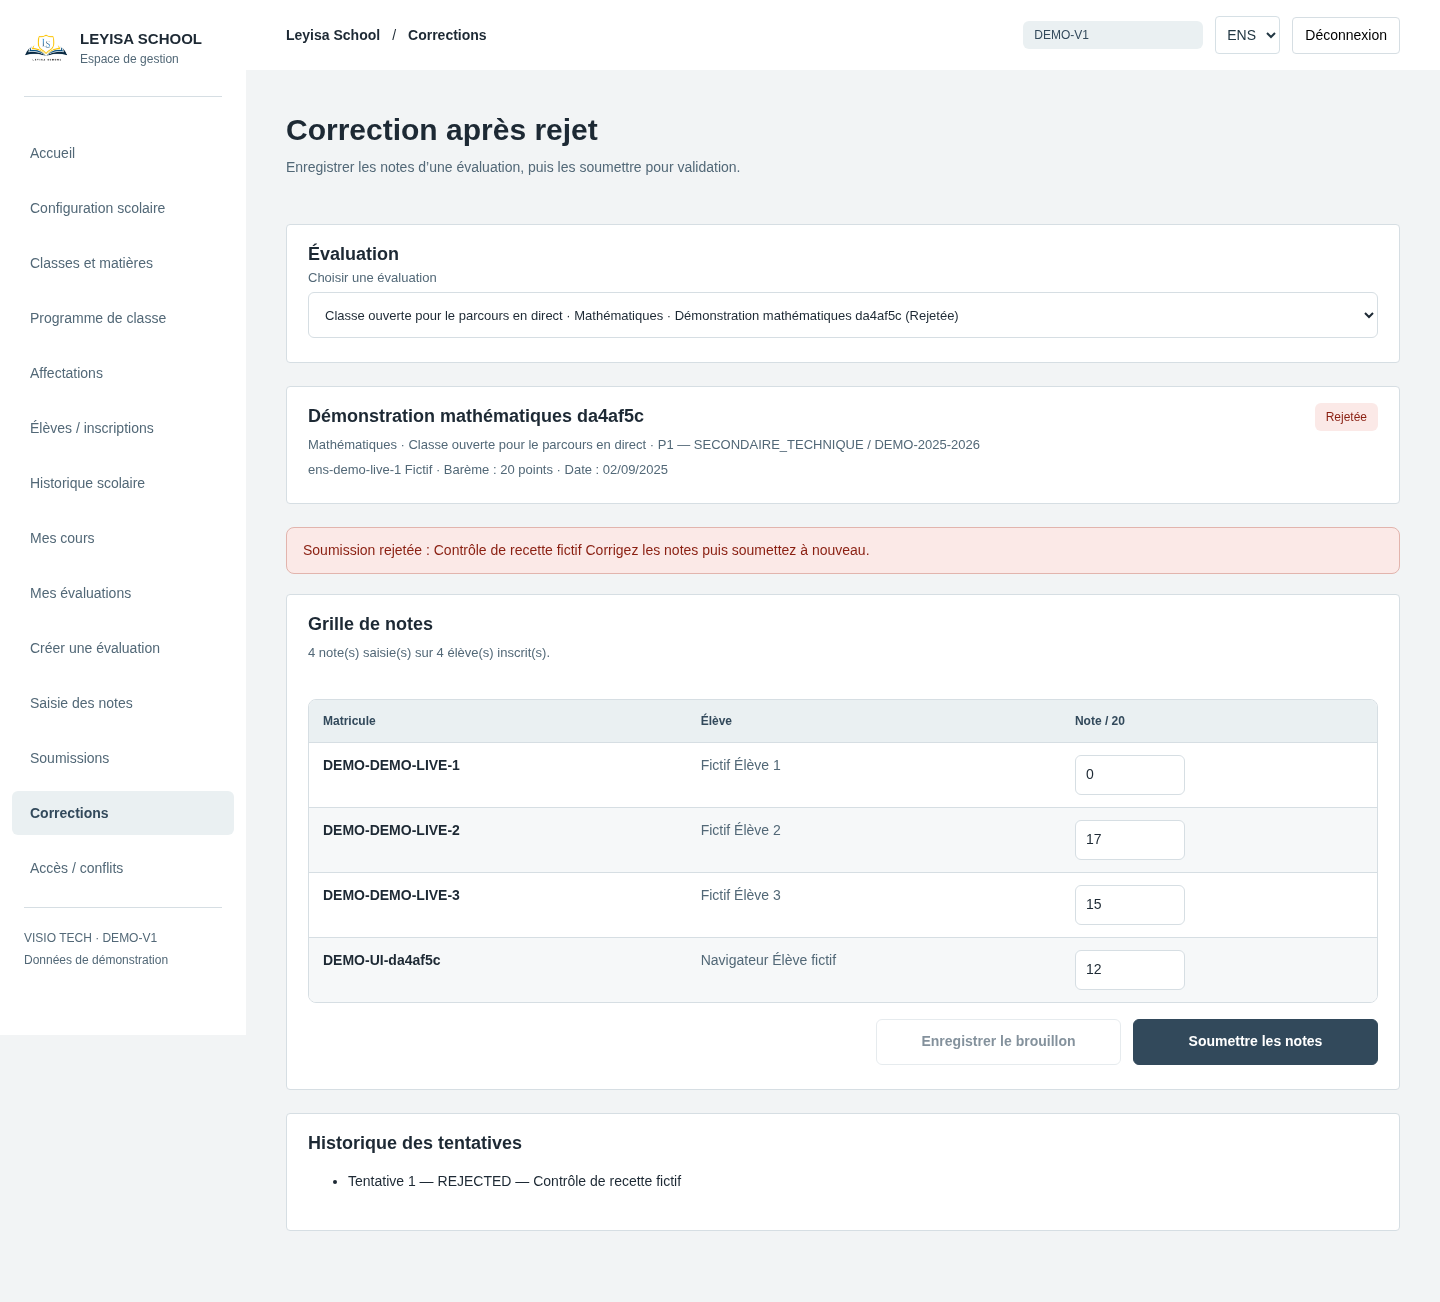 LEYISA SCHOOL
Espace de gestion
Leyisa School / Corrections
DEMO-V1
ENS
Déconnexion
Accueil
Configuration scolaire
Classes et matières
Programme de classe
Affectations
Élèves / inscriptions
Historique scolaire
Mes cours
Mes évaluations
Créer une évaluation
Saisie des notes
Soumissions
Corrections
Accès / conflits
VISIO TECH · DEMO-V1
Données de démonstration
Correction après rejet
Enregistrer les notes d’une évaluation, puis les soumettre pour validation.
Évaluation
Choisir une évaluation
Classe ouverte pour le parcours en direct · Mathématiques · Démonstration mathématiques da4af5c (Rejetée)
Démonstration mathématiques da4af5c
Rejetée
Mathématiques · Classe ouverte pour le parcours en direct · P1 — SECONDAIRE_TECHNIQUE / DEMO-2025-2026
ens-demo-live-1 Fictif · Barème : 20 points · Date : 02/09/2025
Soumission rejetée : Contrôle de recette fictif Corrigez les notes puis soumettez à nouveau.
Grille de notes
4 note(s) saisie(s) sur 4 élève(s) inscrit(s).
Matricule Élève Note / 20
DEMO-DEMO-LIVE-1 Fictif Élève 1 0
DEMO-DEMO-LIVE-2 Fictif Élève 2 17
DEMO-DEMO-LIVE-3 Fictif Élève 3 15
DEMO-UI-da4af5c Navigateur Élève fictif 12
Enregistrer le brouillon
Soumettre les notes
Historique des tentatives
• Tentative 1 — REJECTED — Contrôle de recette fictif